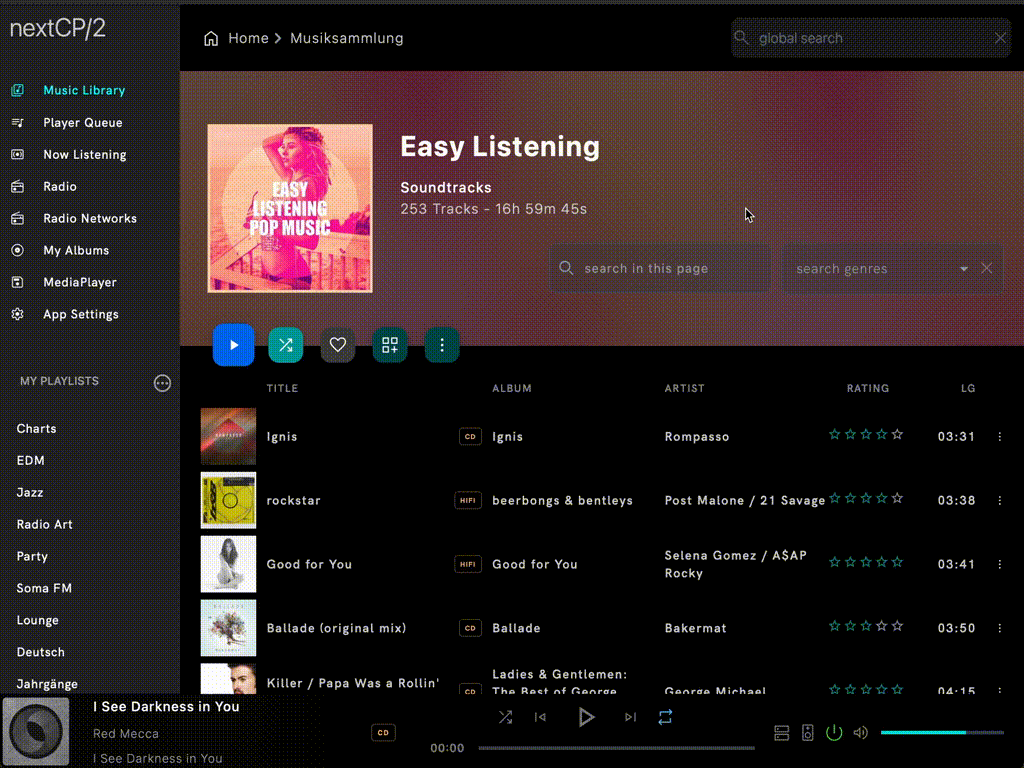 nextCP/2
Home > Musiksammlung
global search
Music Library
Player Queue
Now Listening
Radio
Radio Networks
My Albums
MediaPlayer
App Settings
MY PLAYLISTS
Charts
EDM
Jazz
Radio Art
Party
Soma FM
Lounge
Deutsch
Jahrgänge
EASY
LISTENING
POP MUSIC
Easy Listening
Soundtracks
253 Tracks - 16h 59m 45s
search in this page
search genres
TITLE ALBUM ARTIST RATING LG
Ignis CD Ignis Rompasso 03:31
rockstar HIFI beerbongs & bentleys Post Malone / 21 Savage 03:38
Good for You HIFI Good for You Selena Gomez / A$AP Rocky 03:41
Ballade (original mix) CD Ballade Bakermat 03:50
Killer / Papa Was a Rollin' CD Ladies & Gentlemen: The Best of George George Michael 04:15
I See Darkness in You
Red Mecca
I See Darkness in You
CD
00:00